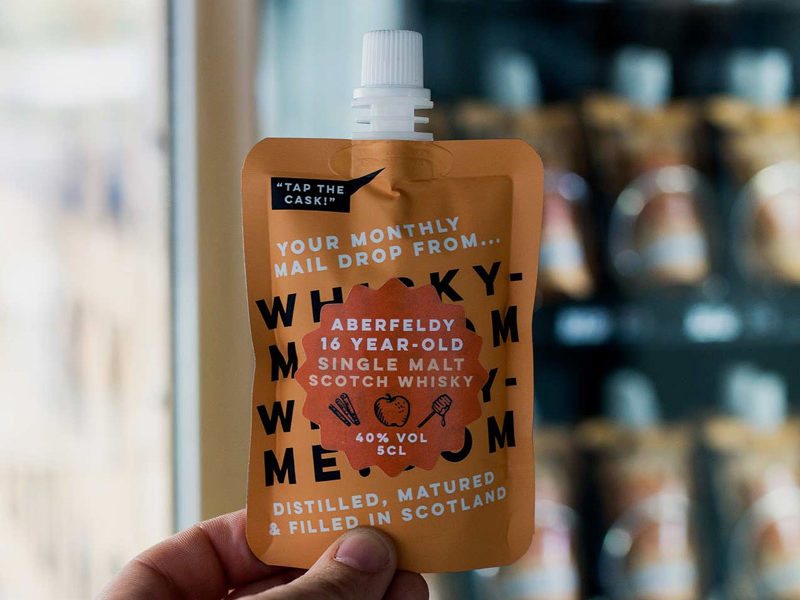 "TAP THE
CASK!"
YOUR MONTHLY
MAIL DROP FROM...
WHISKY-
ABERFELDY
16 YEAR-OLD
SINGLE MALT
SCOTCH WHISKY
40% VOL
5CL
DISTILLED, MATURED
& FILLED IN SCOTLAND